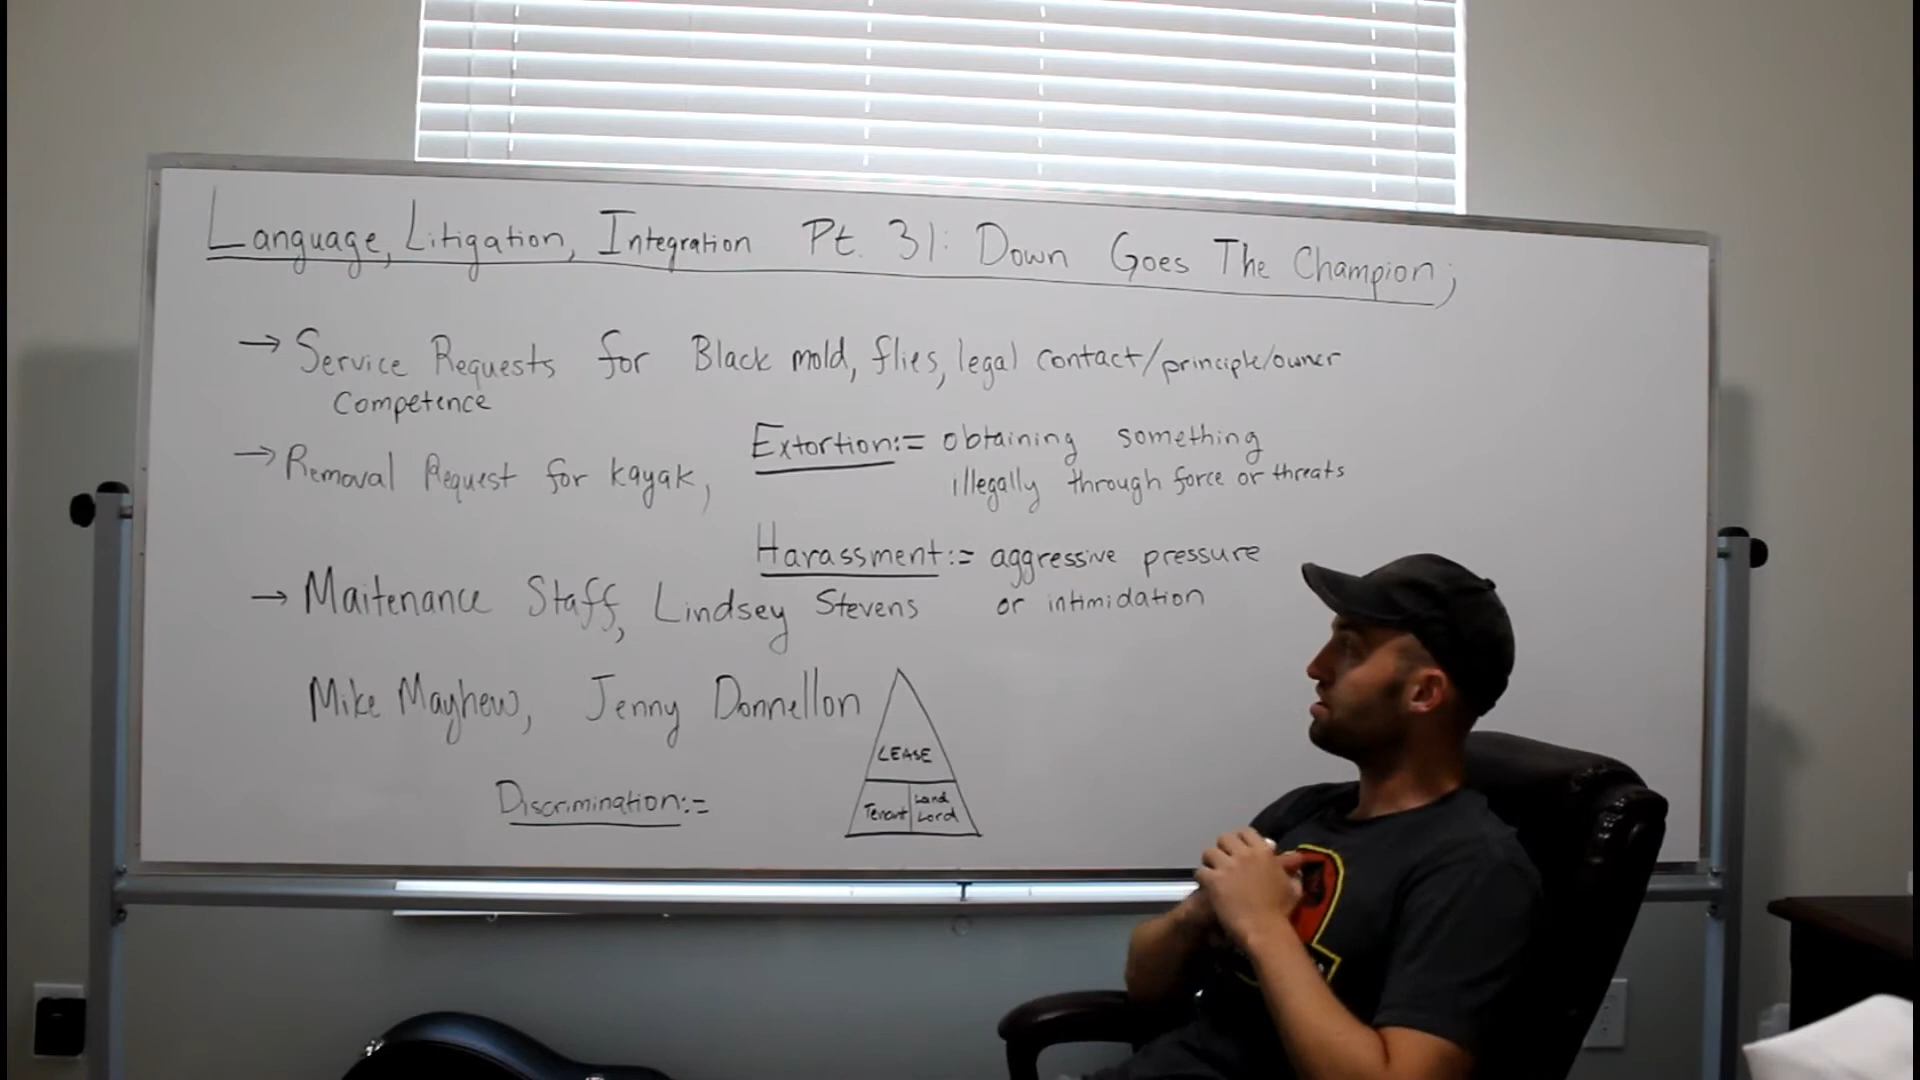 Language, Litigation, Integration Pt. 31: Down Goes The Champion;
→ Service Requests for Black mold, flies, legal contact/principle/owner
Competence
→ Removal Request for kayak,
Extortion:= obtaining something
illegally through force or threats
Harassment:= aggressive pressure
or intimidation
→ Maitenance Staff, Lindsey Stevens
Mike Mayhew, Jenny Donnellon
Discrimination:=
LEASE
Tenant
Land
Lord